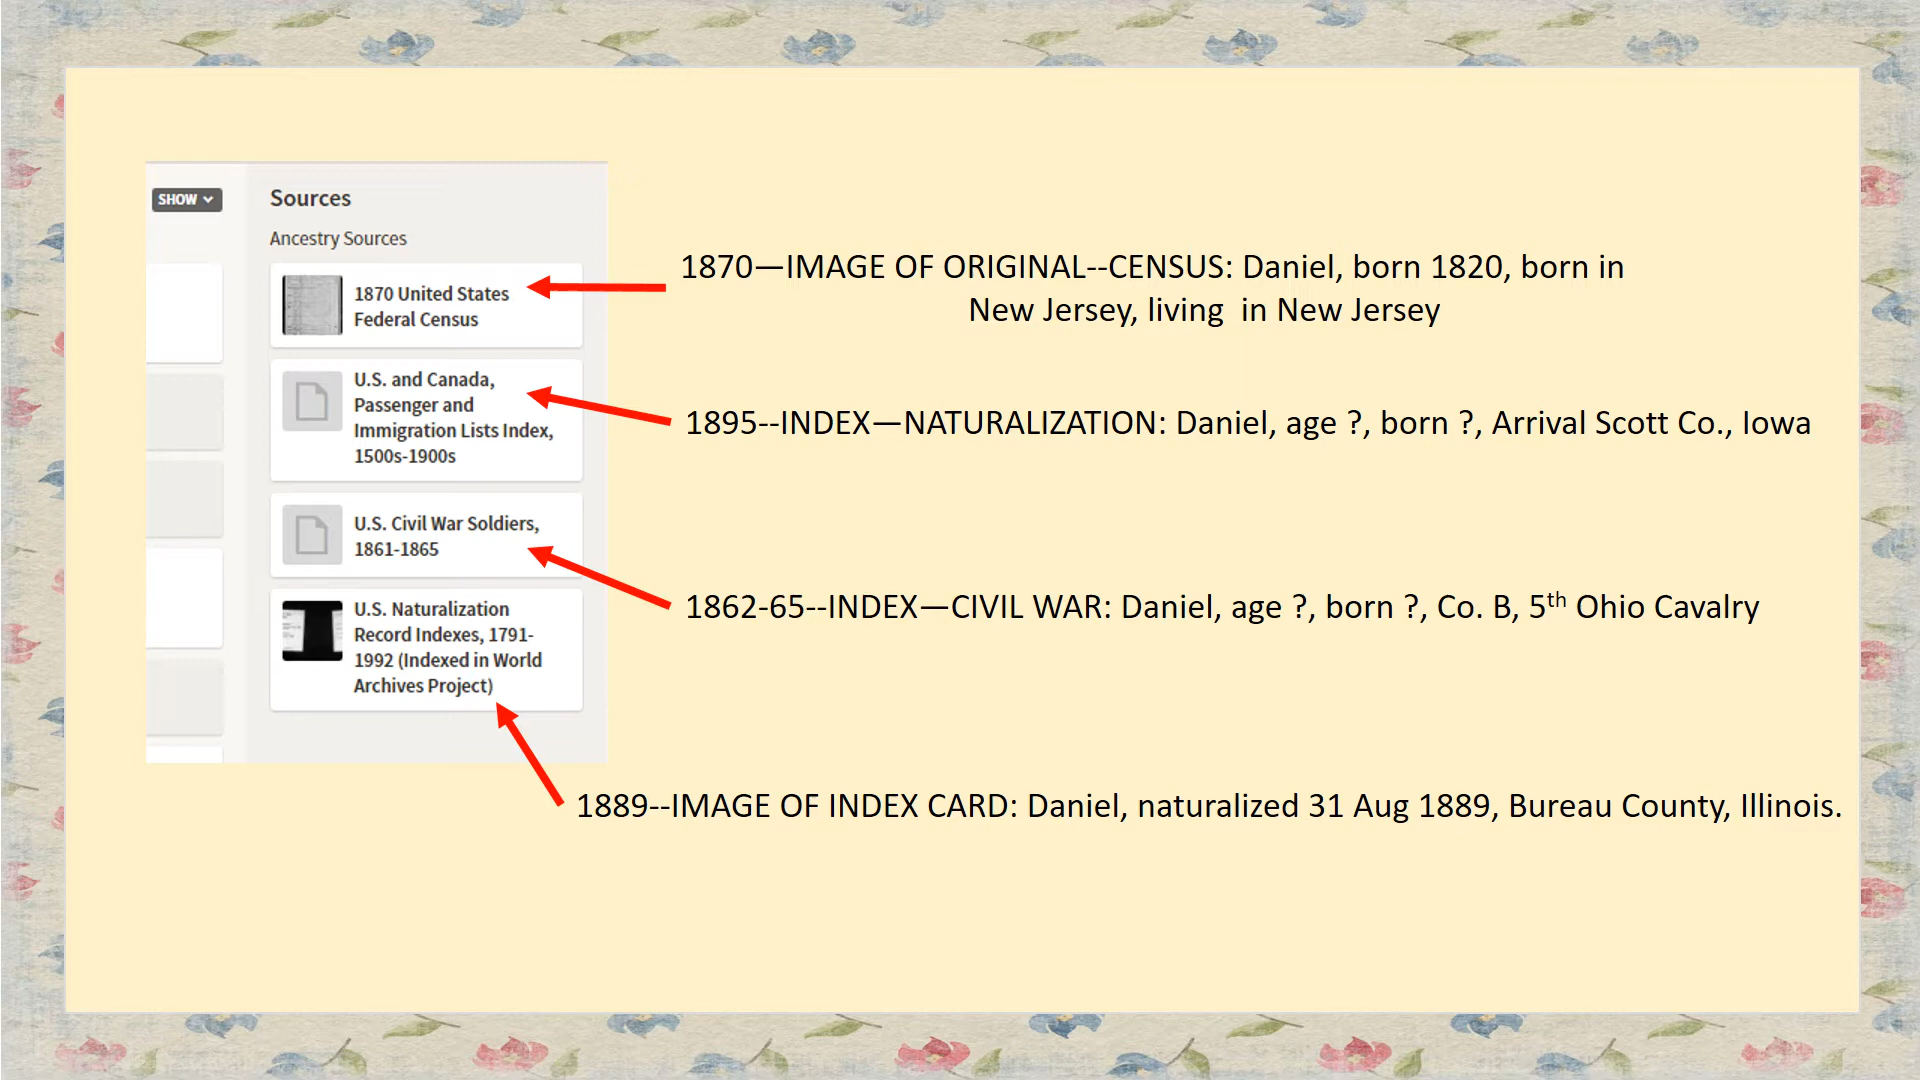 SHOW
Sources
Ancestry Sources
1870 United States
Federal Census
U.S. and Canada,
Passenger and
Immigration Lists Index,
1500s-1900s
U.S. Civil War Soldiers,
1861-1865
U.S. Naturalization
Record Indexes, 1791-
1992 (Indexed in World
Archives Project)
1870—IMAGE OF ORIGINAL--CENSUS: Daniel, born 1820, born in
New Jersey, living  in New Jersey
1895--INDEX—NATURALIZATION: Daniel, age ?, born ?, Arrival Scott Co., Iowa
1862-65--INDEX—CIVIL WAR: Daniel, age ?, born ?, Co. B, 5th Ohio Cavalry
1889--IMAGE OF INDEX CARD: Daniel, naturalized 31 Aug 1889, Bureau County, Illinois.